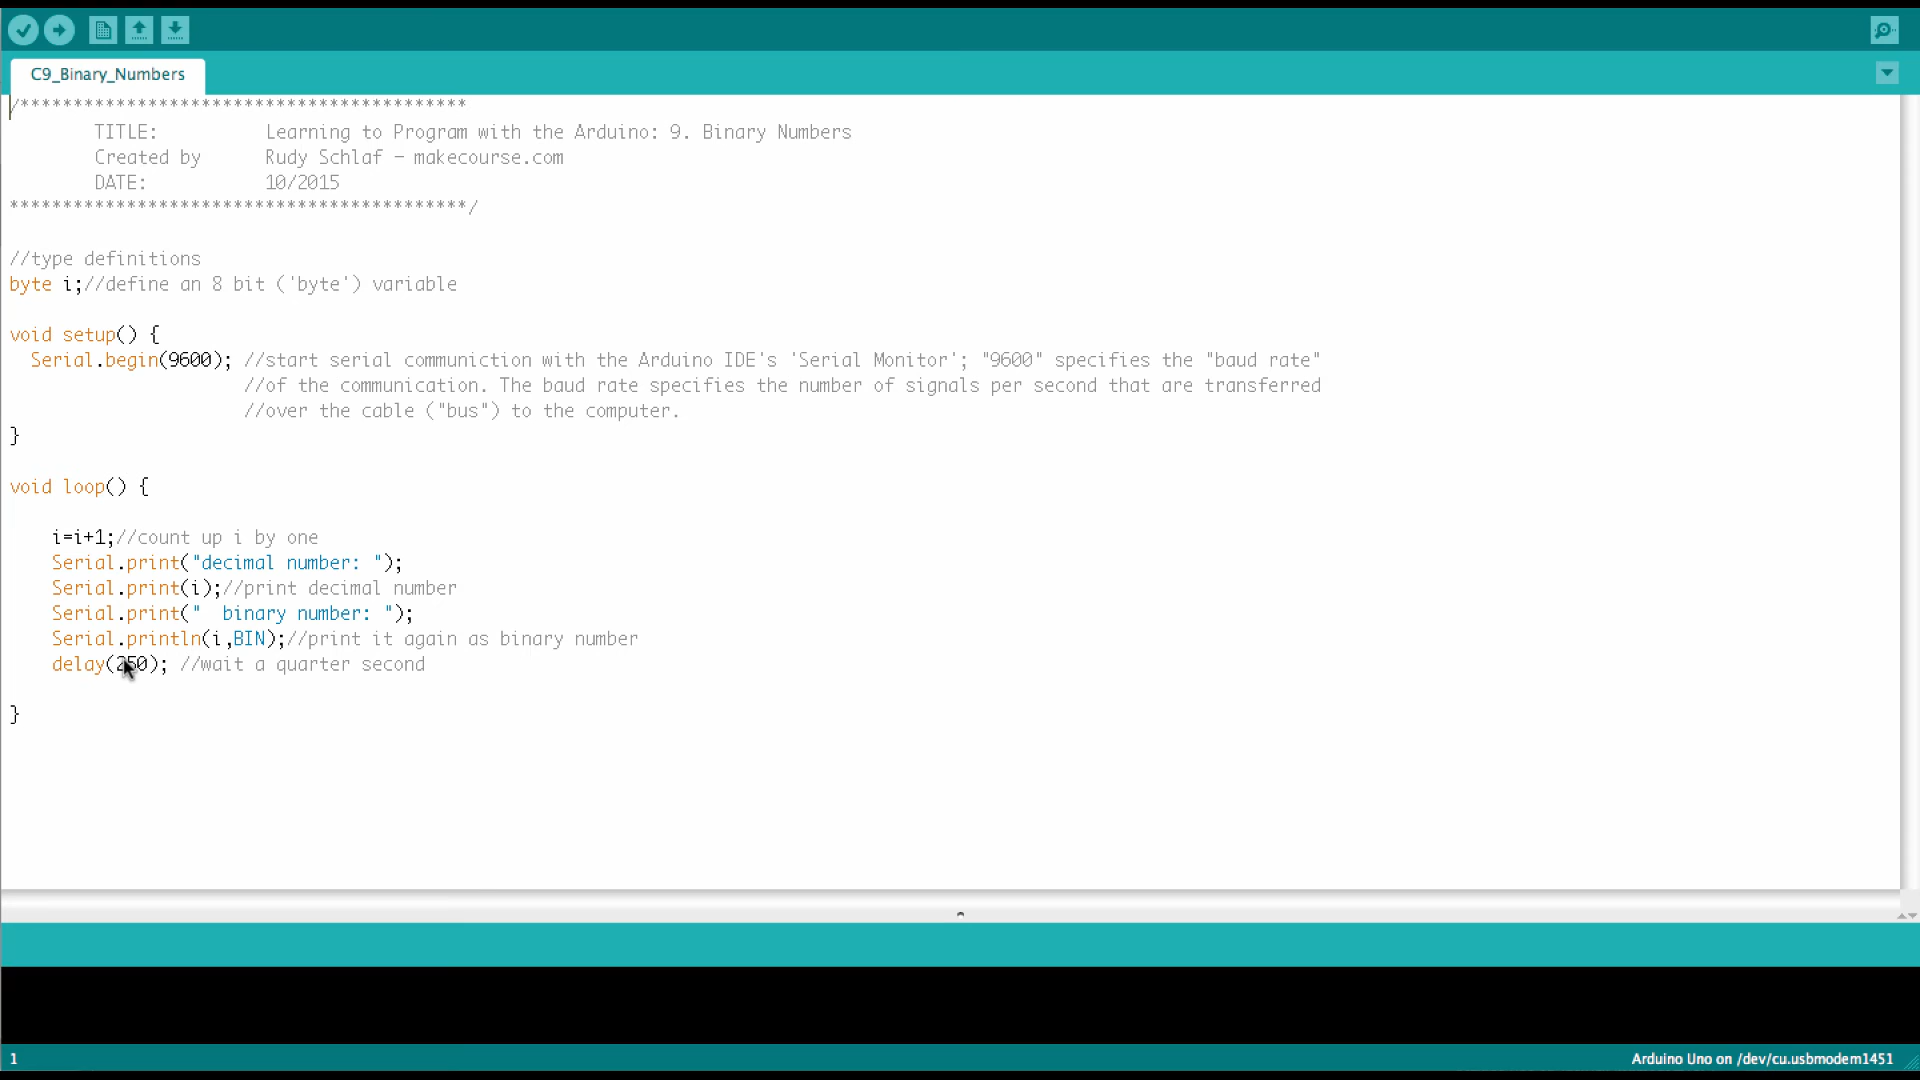 C9_Binary_Numbers
/******************************************
TITLE: Learning to Program with the Arduino: 9. Binary Numbers
Created by Rudy Schlaf - makecourse.com
DATE: 10/2015
*******************************************/
//type definitions
byte i;//define an 8 bit ('byte') variable
void setup() {
Serial.begin(9600); //start serial communiction with the Arduino IDE's 'Serial Monitor'; "9600" specifies the "baud rate"
//of the communication. The baud rate specifies the number of signals per second that are transferred
//over the cable ("bus") to the computer.
}
void loop() {
i=i+1;//count up i by one
Serial.print("decimal number: ");
Serial.print(i);//print decimal number
Serial.print("  binary number: ");
Serial.println(i,BIN);//print it again as binary number
delay(250); //wait a quarter second
}
1
Arduino Uno on /dev/cu.usbmodem1451